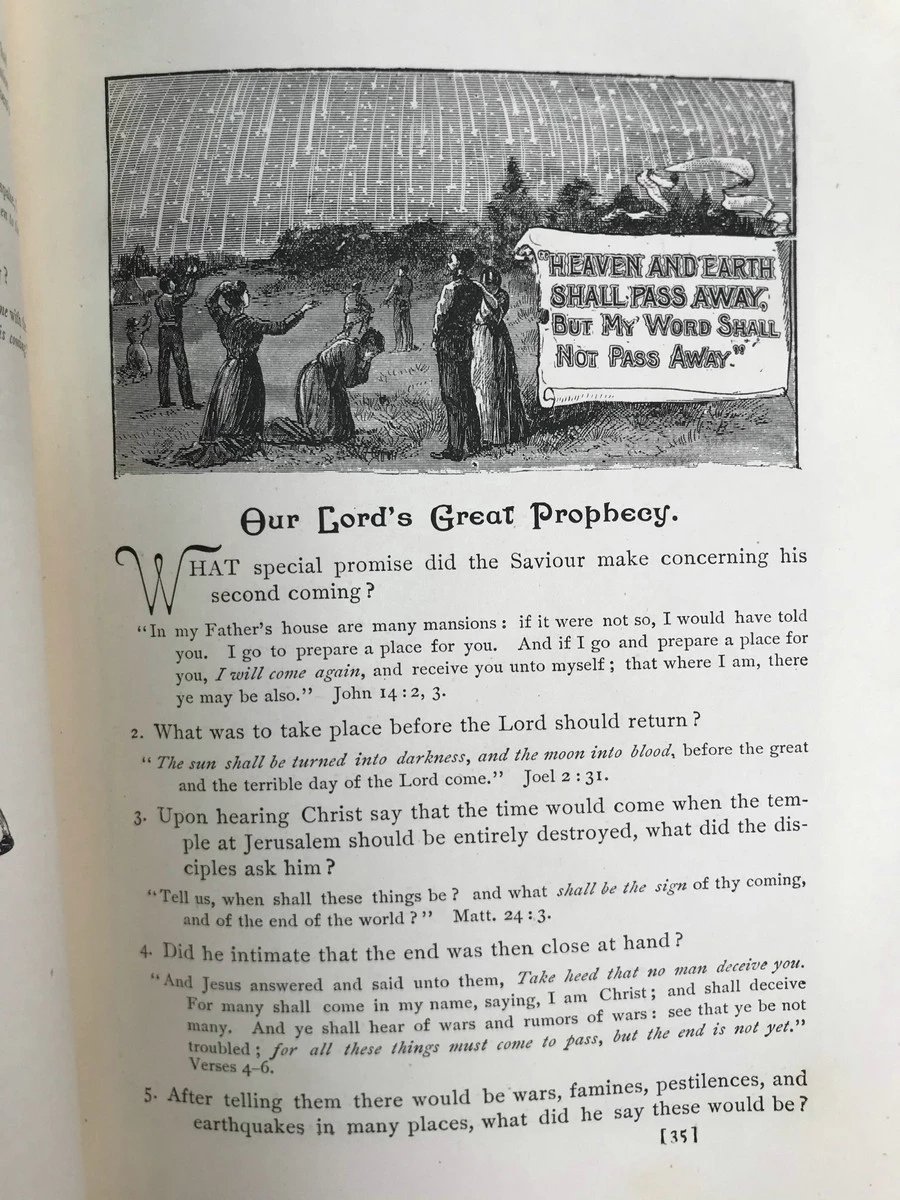 "HEAVEN AND EARTH
SHALL PASS AWAY,
BUT MY WORD SHALL
NOT PASS AWAY."
Our Lord's Great Prophecy.
WHAT special promise did the Saviour make concerning his
second coming?
"In my Father's house are many mansions: if it were not so, I would have told
you. I go to prepare a place for you. And if I go and prepare a place for
you, I will come again, and receive you unto myself; that where I am, there
ye may be also." John 14:2, 3.
2. What was to take place before the Lord should return?
"The sun shall be turned into darkness, and the moon into blood, before the great
and the terrible day of the Lord come." Joel 2:31.
3. Upon hearing Christ say that the time would come when the tem-
ple at Jerusalem should be entirely destroyed, what did the dis-
ciples ask him?
"Tell us, when shall these things be? and what shall be the sign of thy coming,
and of the end of the world?" Matt. 24:3.
4. Did he intimate that the end was then close at hand?
"And Jesus answered and said unto them, Take heed that no man deceive you.
For many shall come in my name, saying, I am Christ; and shall deceive
many. And ye shall hear of wars and rumors of wars: see that ye be not
troubled; for all these things must come to pass, but the end is not yet."
Verses 4-6.
5. After telling them there would be wars, famines, pestilences, and
earthquakes in many places, what did he say these would be?
[35]